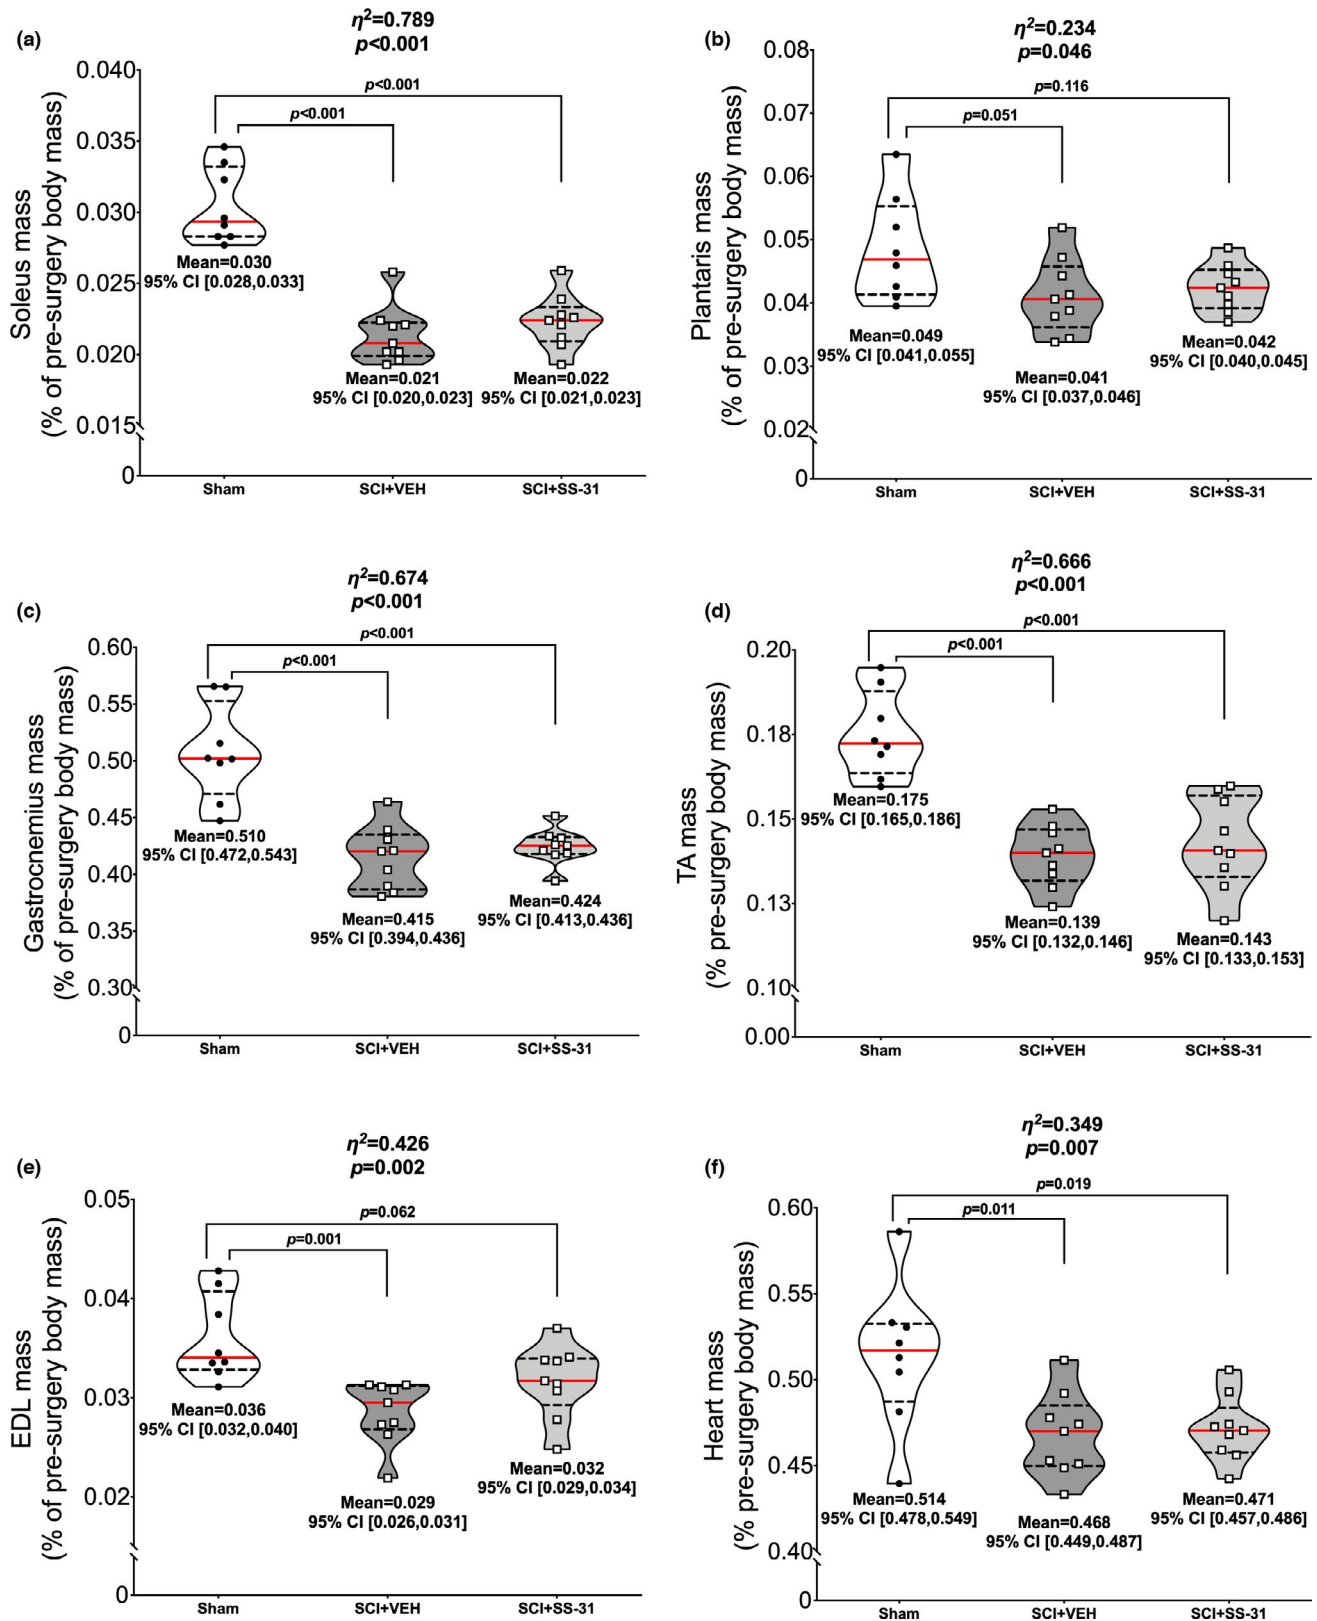 (a)
η²=0.789
p<0.001
Soleus mass
(% of pre-surgery body mass)
0.040
0.035
0.030
0.025
0.020
0.015
0
p<0.001
p<0.001
Mean=0.030
95% CI [0.028,0.033]
Mean=0.021
95% CI [0.020,0.023]
Mean=0.022
95% CI [0.021,0.023]
Sham
SCI+VEH
SCI+SS-31
(b)
η²=0.234
p=0.046
Plantaris mass
(% of pre-surgery body mass)
0.08
0.07
0.06
0.05
0.04
0.03
0.02
0
p=0.116
p=0.051
Mean=0.049
95% CI [0.041,0.055]
Mean=0.041
95% CI [0.037,0.046]
Mean=0.042
95% CI [0.040,0.045]
Sham
SCI+VEH
SCI+SS-31
(c)
η²=0.674
p<0.001
Gastrocnemius mass
(% of pre-surgery body mass)
0.60
0.55
0.50
0.45
0.40
0.35
0.30
0
p<0.001
p<0.001
Mean=0.510
95% CI [0.472,0.543]
Mean=0.415
95% CI [0.394,0.436]
Mean=0.424
95% CI [0.413,0.436]
Sham
SCI+VEH
SCI+SS-31
(d)
η²=0.666
p<0.001
TA mass
(% pre-surgery body mass)
0.20
0.18
0.15
0.13
0.10
0.00
p<0.001
p<0.001
Mean=0.175
95% CI [0.165,0.186]
Mean=0.139
95% CI [0.132,0.146]
Mean=0.143
95% CI [0.133,0.153]
Sham
SCI+VEH
SCI+SS-31
(e)
η²=0.426
p=0.002
EDL mass
(% of pre-surgery body mass)
0.05
0.04
0.03
0.02
0
p=0.062
p=0.001
Mean=0.036
95% CI [0.032,0.040]
Mean=0.029
95% CI [0.026,0.031]
Mean=0.032
95% CI [0.029,0.034]
Sham
SCI+VEH
SCI+SS-31
(f)
η²=0.349
p=0.007
Heart mass
(% pre-surgery body mass)
0.60
0.55
0.50
0.45
0.40
0
p=0.019
p=0.011
Mean=0.514
95% CI [0.478,0.549]
Mean=0.468
95% CI [0.449,0.487]
Mean=0.471
95% CI [0.457,0.486]
Sham
SCI+VEH
SCI+SS-31